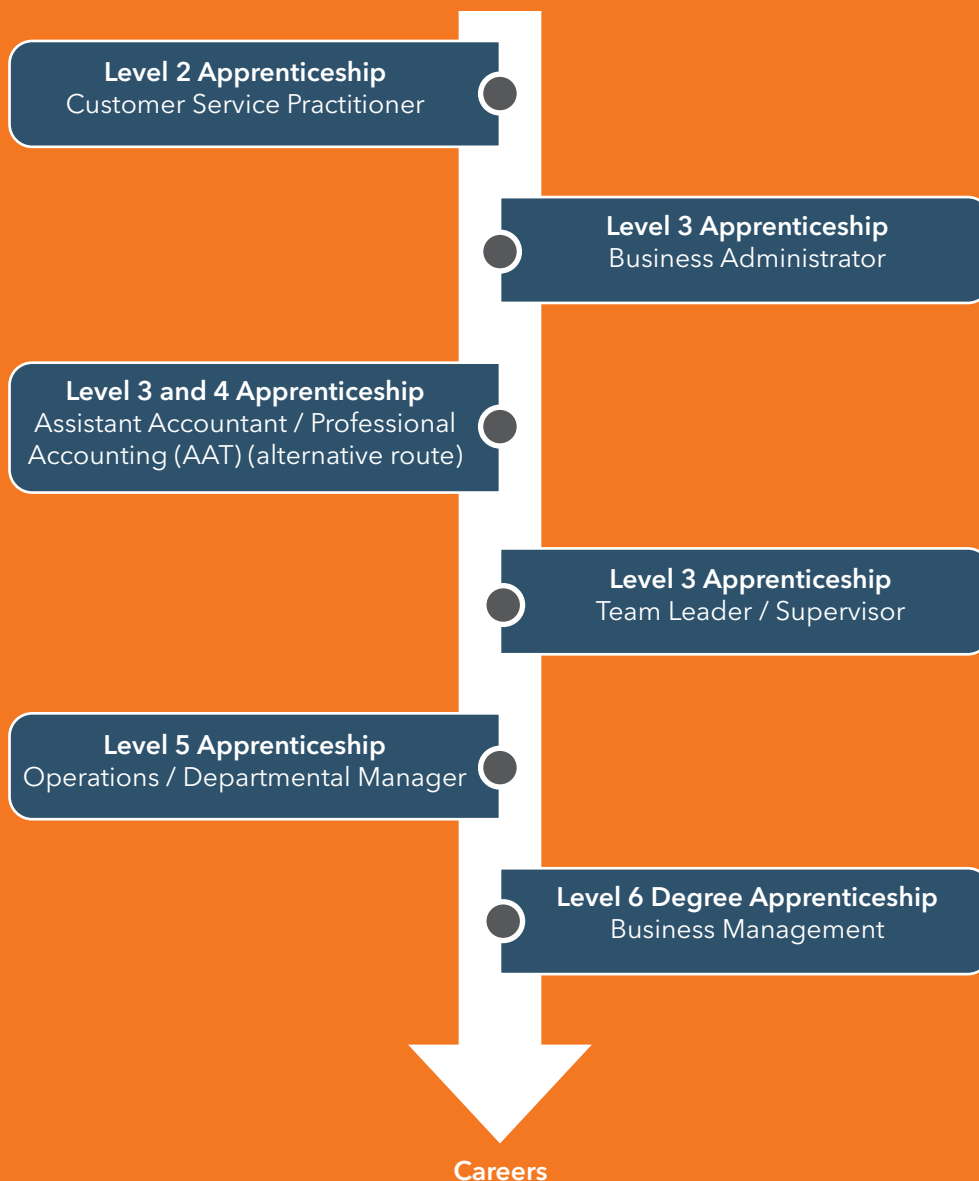 Level 2 Apprenticeship
Customer Service Practitioner
Level 3 Apprenticeship
Business Administrator
Level 3 and 4 Apprenticeship
Assistant Accountant / Professional
Accounting (AAT) (alternative route)
Level 3 Apprenticeship
Team Leader / Supervisor
Level 5 Apprenticeship
Operations / Departmental Manager
Level 6 Degree Apprenticeship
Business Management
Careers